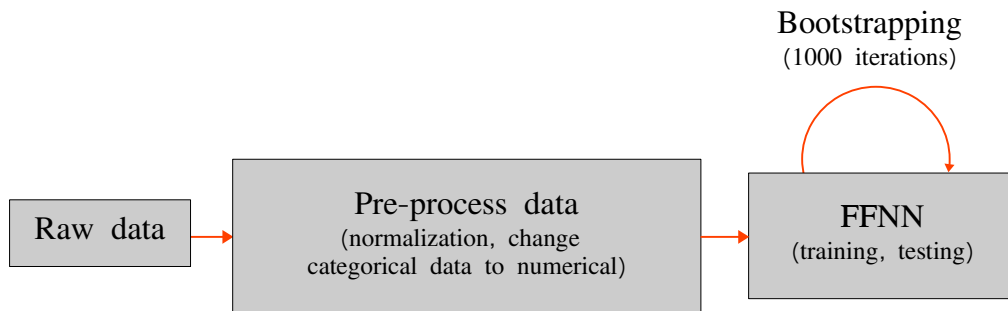 Bootstrapping
(1000 iterations)
Raw data
Pre-process data
(normalization, change
categorical data to numerical)
FFNN
(training, testing)